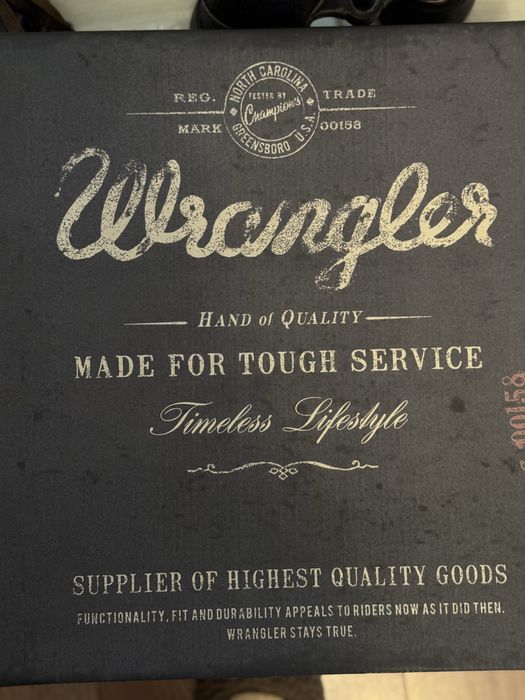 NORTH CAROLINA
REG. TESTED BY TRADE
Champions
MARK 00158
GREENSBORO U.S.A
Wrangler
HAND of QUALITY
MADE FOR TOUGH SERVICE
Timeless Lifestyle
00158
SUPPLIER OF HIGHEST QUALITY GOODS
FUNCTIONALITY, FIT AND DURABILITY APPEALS TO RIDERS NOW AS IT DID THEN.
WRANGLER STAYS TRUE.